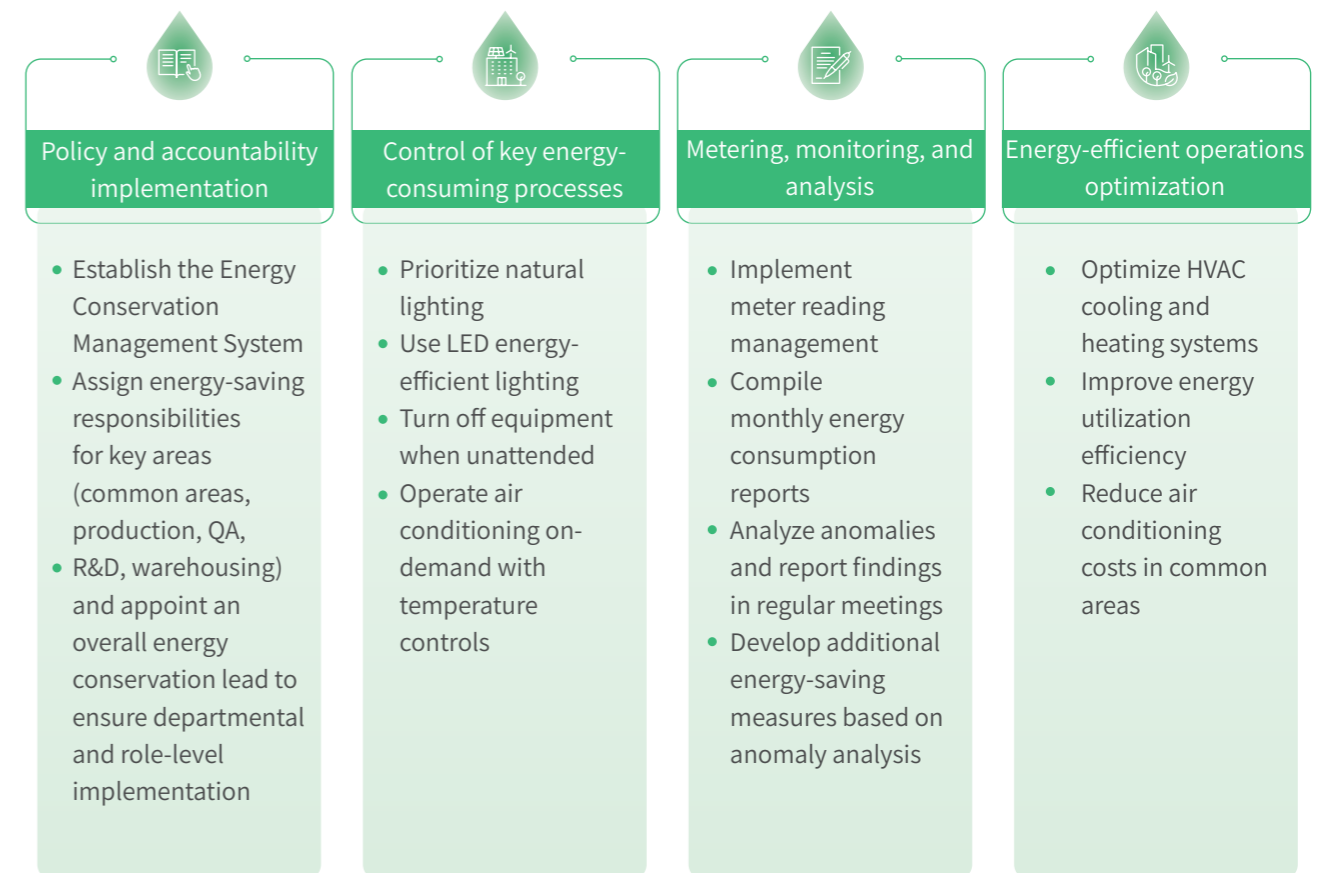 Policy and accountability
implementation
• Establish the Energy
Conservation
Management System
• Assign energy-saving
responsibilities
for key areas
(common areas,
production, QA,
• R&D, warehousing)
and appoint an
overall energy
conservation lead to
ensure departmental
and role-level
implementation
Control of key energy-
consuming processes
• Prioritize natural
lighting
• Use LED energy-
efficient lighting
• Turn off equipment
when unattended
• Operate air
conditioning on-
demand with
temperature
controls
Metering, monitoring, and
analysis
• Implement
meter reading
management
• Compile
monthly energy
consumption
reports
• Analyze anomalies
and report findings
in regular meetings
• Develop additional
energy-saving
measures based on
anomaly analysis
Energy-efficient operations
optimization
• Optimize HVAC
cooling and
heating systems
• Improve energy
utilization
efficiency
• Reduce air
conditioning
costs in common
areas